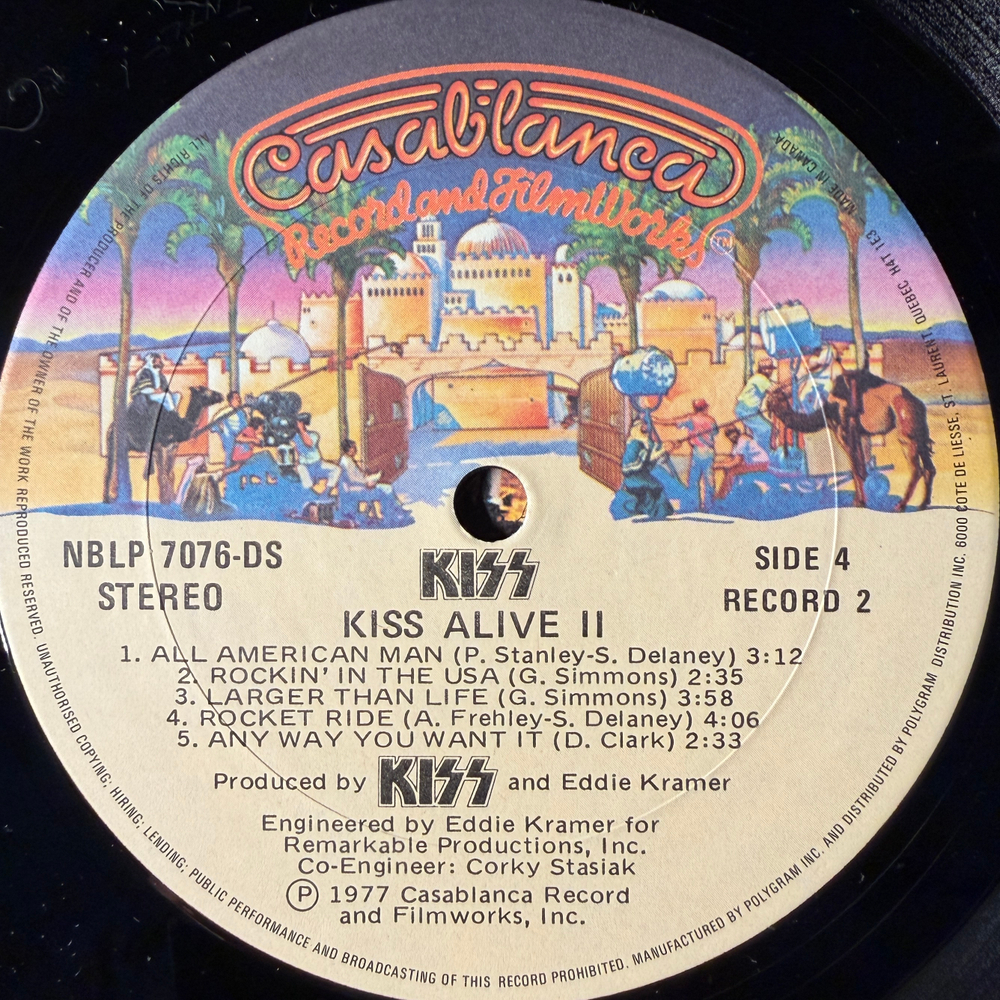 Casablanca
Record and FilmWorks TM
NBLP 7076-DS
STEREO
SIDE 4
RECORD 2
KISS
KISS ALIVE II
1. ALL AMERICAN MAN (P. Stanley-S. Delaney) 3:12
2. ROCKIN' IN THE USA (G. Simmons) 2:35
3. LARGER THAN LIFE (G. Simmons) 3:58
4. ROCKET RIDE (A. Frehley-S. Delaney) 4:06
5. ANY WAY YOU WANT IT (D. Clark) 2:33
Produced by KISS and Eddie Kramer
Engineered by Eddie Kramer for
Remarkable Productions, Inc.
Co-Engineer: Corky Stasiak
Ⓟ 1977 Casablanca Record
and Filmworks, Inc.
ALL RIGHTS OF THE PRODUCER AND OF THE OWNER OF THE WORK REPRODUCED RESERVED. UNAUTHORISED COPYING; HIRING; LENDING; PUBLIC PERFORMANCE AND BROADCASTING OF THIS RECORD PROHIBITED. MANUFACTURED BY POLYGRAM INC. AND DISTRIBUTED BY POLYGRAM DISTRIBUTION INC. 6000 COTE DE LIESSE, ST. LAURENT, QUEBEC H4T 1E3 MADE IN CANADA